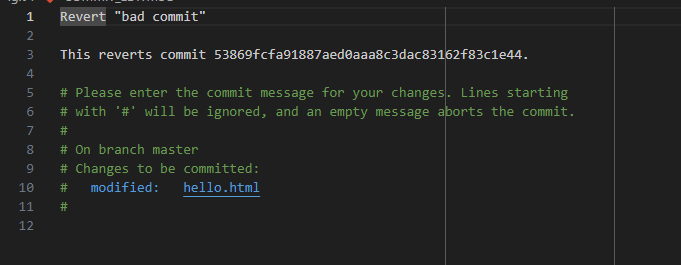 1 Revert "bad commit"
2
3 This reverts commit 53869fcfa91887aed0aaa8c3dac83162f83c1e44.
4
5 # Please enter the commit message for your changes. Lines starting
6 # with '#' will be ignored, and an empty message aborts the commit.
7 #
8 # On branch master
9 # Changes to be committed:
10 #   modified:   hello.html
11 #
12